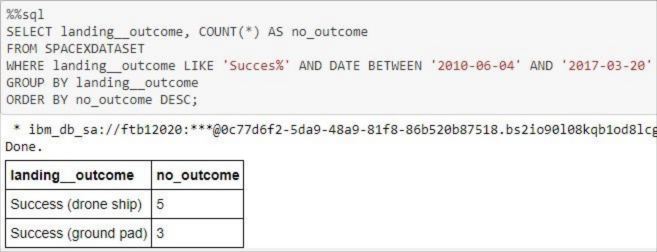 %%sql
SELECT landing__outcome, COUNT(*) AS no_outcome
FROM SPACEXDATASET
WHERE landing__outcome LIKE 'Succes%' AND DATE BETWEEN '2010-06-04' AND '2017-03-20'
GROUP BY landing__outcome
ORDER BY no_outcome DESC;
* ibm_db_sa://ftb12020:***@0c77d6f2-5da9-48a9-81f8-86b520b87518.bs2io90l08kqb1od8lcg
Done.
landing__outcome no_outcome
Success (drone ship) 5
Success (ground pad) 3